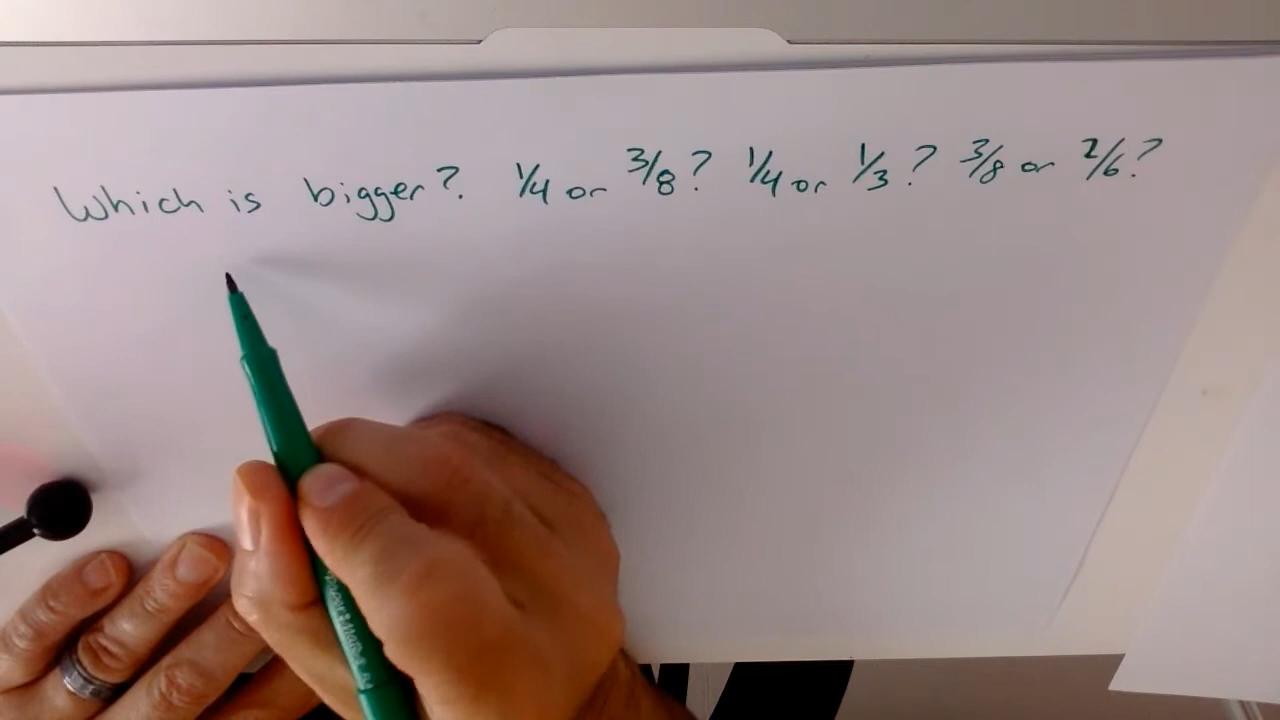 Which is bigger? 1/4 or 3/8? 1/4 or 1/3? 3/8 or 2/6?